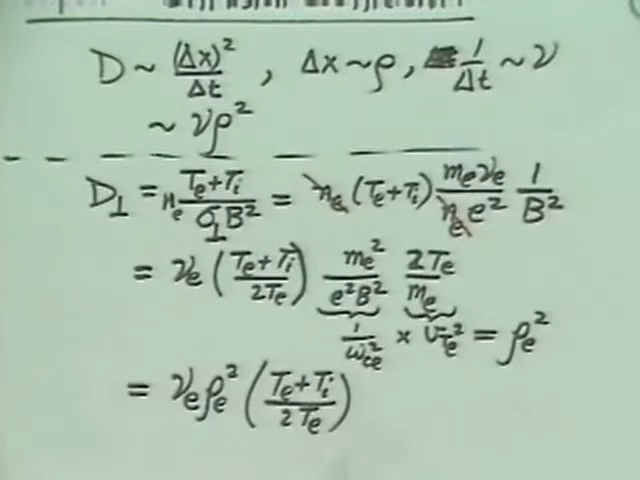 D ~ (Δx)²/Δt , Δx ~ ρ, 1/Δt ~ ν
~ νρ²
D⊥ = nₑ (Tₑ+Tᵢ)/(σ⊥B²) = nₑ (Tₑ+Tᵢ) (mₑνₑ)/(nₑe²) 1/B²
= νₑ ((Tₑ+Tᵢ)/(2Tₑ)) mₑ²/(e²B²) 2Tₑ/mₑ
1/ω²ce × v²Tₑ = ρₑ²
= νₑρₑ² ((Tₑ+Tᵢ)/(2Tₑ))